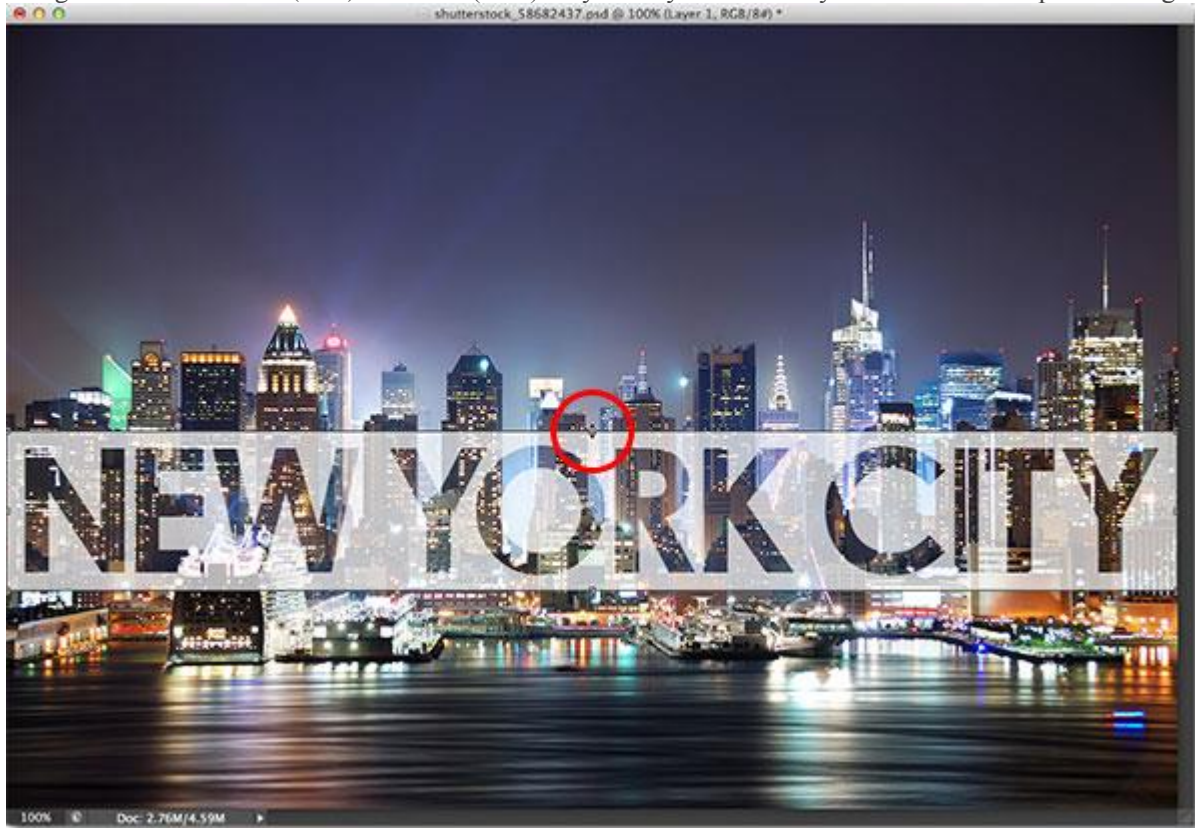 shutterstock_58682437.psd @ 100% (Layer 1, RGB/8#) *
NEW YORK CITY
100% Doc: 2.76M/4.59M